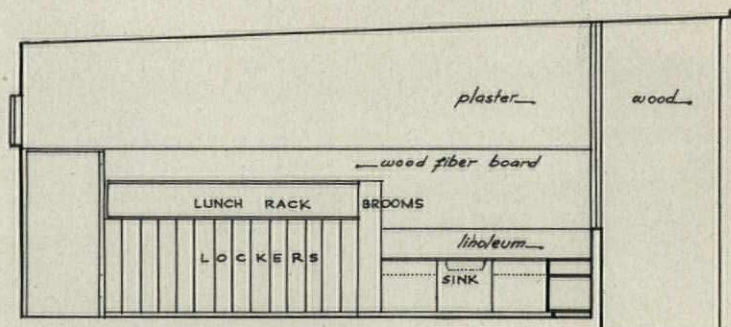 plaster
wood
wood fiber board
LUNCH RACK
BROOMS
linoleum
LOCKERS
SINK